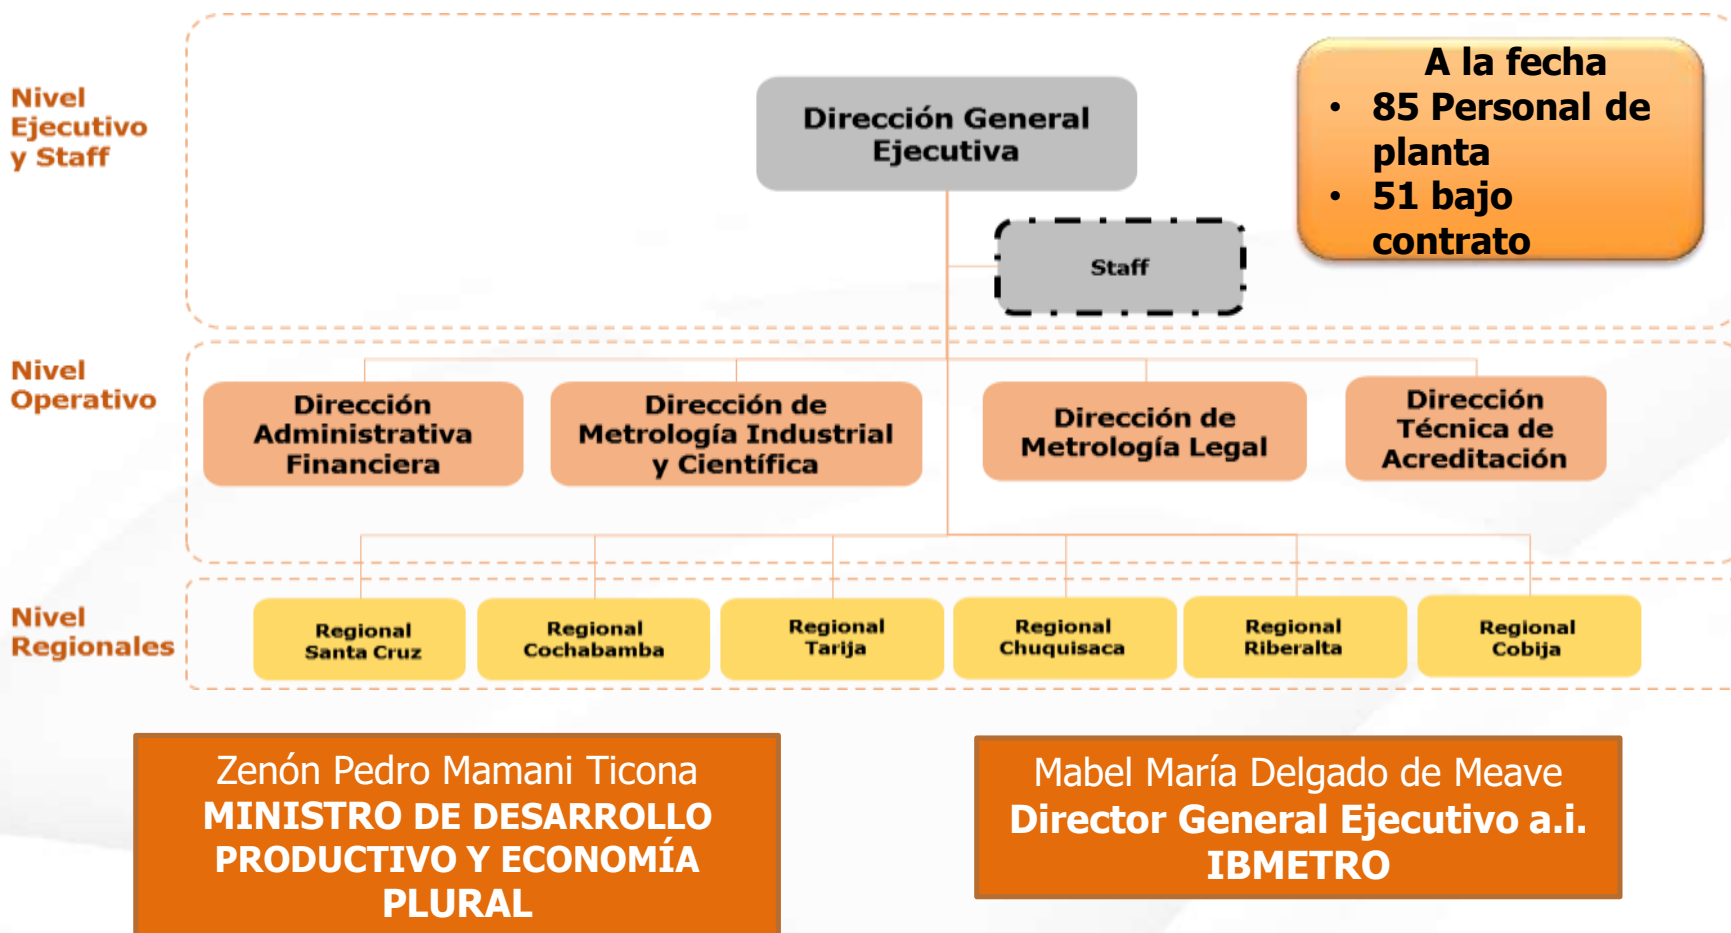 Nivel
Ejecutivo
y Staff
Dirección General
Ejecutiva
Staff
A la fecha
• 85 Personal de
planta
• 51 bajo
contrato
Nivel
Operativo
Dirección
Administrativa
Financiera
Dirección de
Metrología Industrial
y Científica
Dirección de
Metrología Legal
Dirección
Técnica de
Acreditación
Nivel
Regionales
Regional
Santa Cruz
Regional
Cochabamba
Regional
Tarija
Regional
Chuquisaca
Regional
Riberalta
Regional
Cobija
Zenón Pedro Mamani Ticona
MINISTRO DE DESARROLLO
PRODUCTIVO Y ECONOMÍA
PLURAL
Mabel María Delgado de Meave
Director General Ejecutivo a.i.
IBMETRO